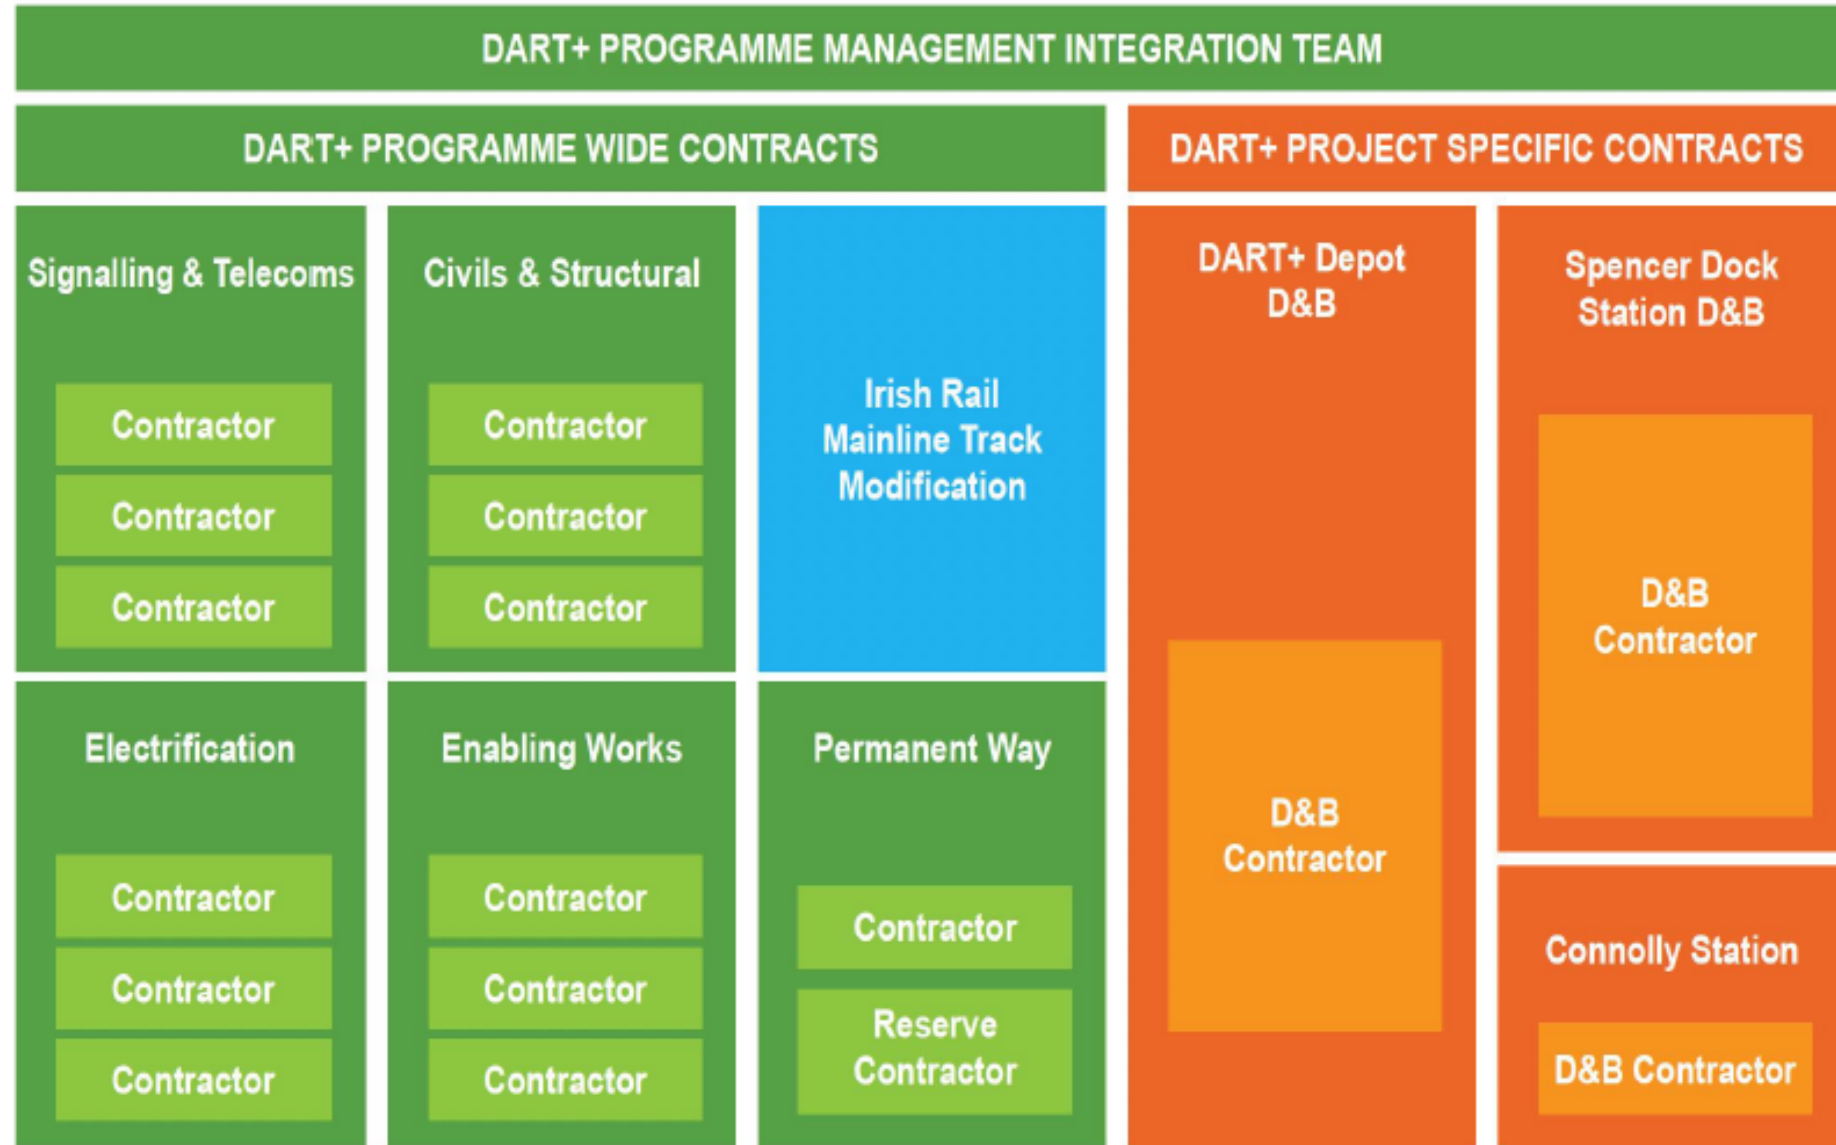 DART+ PROGRAMME MANAGEMENT INTEGRATION TEAM
DART+ PROGRAMME WIDE CONTRACTS
DART+ PROJECT SPECIFIC CONTRACTS
Signalling & Telecoms
Contractor
Contractor
Contractor
Civils & Structural
Contractor
Contractor
Contractor
Irish Rail
Mainline Track
Modification
Electrification
Contractor
Contractor
Contractor
Enabling Works
Contractor
Contractor
Contractor
Permanent Way
Contractor
Reserve
Contractor
DART+ Depot
D&B
D&B
Contractor
Spencer Dock
Station D&B
D&B
Contractor
Connolly Station
D&B Contractor